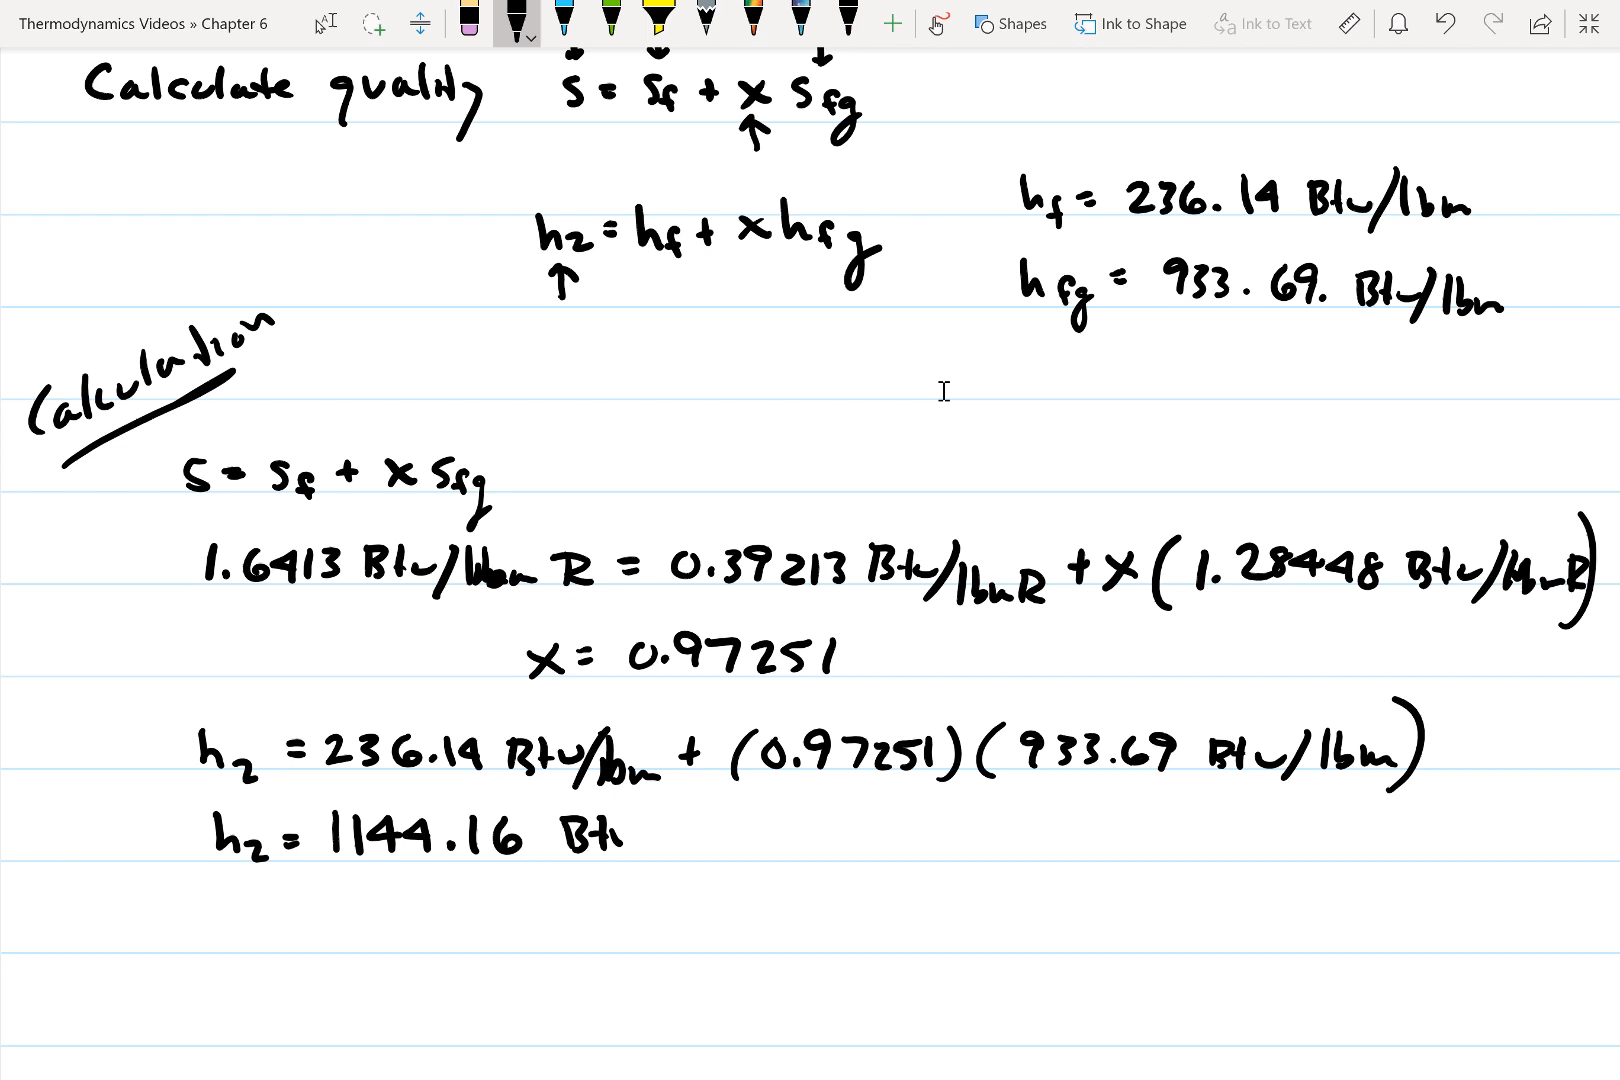 Thermodynamics Videos » Chapter 6 Shapes Ink to Shape Ink to Text
Calculate quality s = sf + x sfg
h2 = hf + x hfg
hf = 236.14 Btu/lbm
hfg = 933.69. Btu/lbm
Calculation
s = sf + x sfg
1.6413 Btu/lbm R = 0.39213 Btu/lbm R + x (1.28448 Btu/lbm R)
x = 0.97251
h2 = 236.14 Btu/lbm + (0.97251)(933.69 Btu/lbm)
h2 = 1144.16 Btu